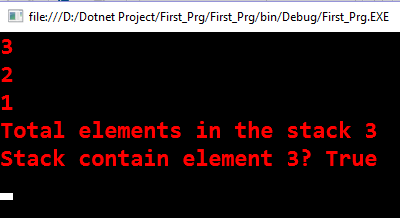 file:///D:/Dotnet Project/First_Prg/First_Prg/bin/Debug/First_Prg.EXE
3
2
1
Total elements in the stack 3
Stack contain element 3? True